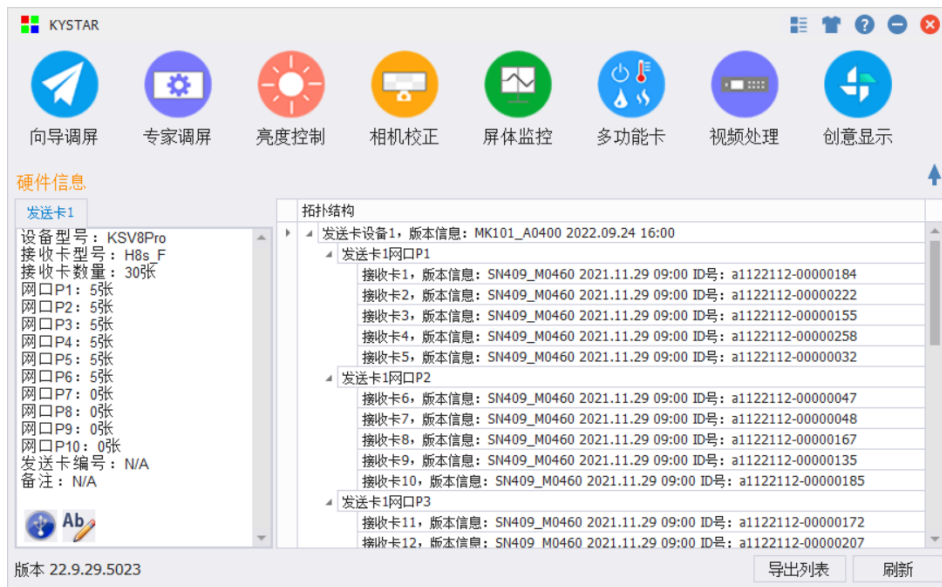 KYSTAR
向导调屏 专家调屏 亮度控制 相机校正 屏体监控 多功能卡 视频处理 创意显示
硬件信息
发送卡1
设备型号：KSV8Pro
接收卡型号：H8s_F
接收卡数量：30张
网口P1：5张
网口P2：5张
网口P3：5张
网口P4：5张
网口P5：5张
网口P6：5张
网口P7：0张
网口P8：0张
网口P9：0张
网口P10：0张
发送卡编号：N/A
备注：N/A
Ab
拓扑结构
发送卡设备1，版本信息：MK101_A0400 2022.09.24 16:00
发送卡1网口P1
接收卡1，版本信息：SN409_M0460 2021.11.29 09:00 ID号：a1122112-00000184
接收卡2，版本信息：SN409_M0460 2021.11.29 09:00 ID号：a1122112-00000222
接收卡3，版本信息：SN409_M0460 2021.11.29 09:00 ID号：a1122112-00000155
接收卡4，版本信息：SN409_M0460 2021.11.29 09:00 ID号：a1122112-00000258
接收卡5，版本信息：SN409_M0460 2021.11.29 09:00 ID号：a1122112-00000032
发送卡1网口P2
接收卡6，版本信息：SN409_M0460 2021.11.29 09:00 ID号：a1122112-00000047
接收卡7，版本信息：SN409_M0460 2021.11.29 09:00 ID号：a1122112-00000048
接收卡8，版本信息：SN409_M0460 2021.11.29 09:00 ID号：a1122112-00000167
接收卡9，版本信息：SN409_M0460 2021.11.29 09:00 ID号：a1122112-00000135
接收卡10，版本信息：SN409_M0460 2021.11.29 09:00 ID号：a1122112-00000185
发送卡1网口P3
接收卡11，版本信息：SN409_M0460 2021.11.29 09:00 ID号：a1122112-00000172
接收卡12，版本信息：SN409_M0460 2021.11.29 09:00 ID号：a1122112-00000207
版本 22.9.29.5023
导出列表 刷新